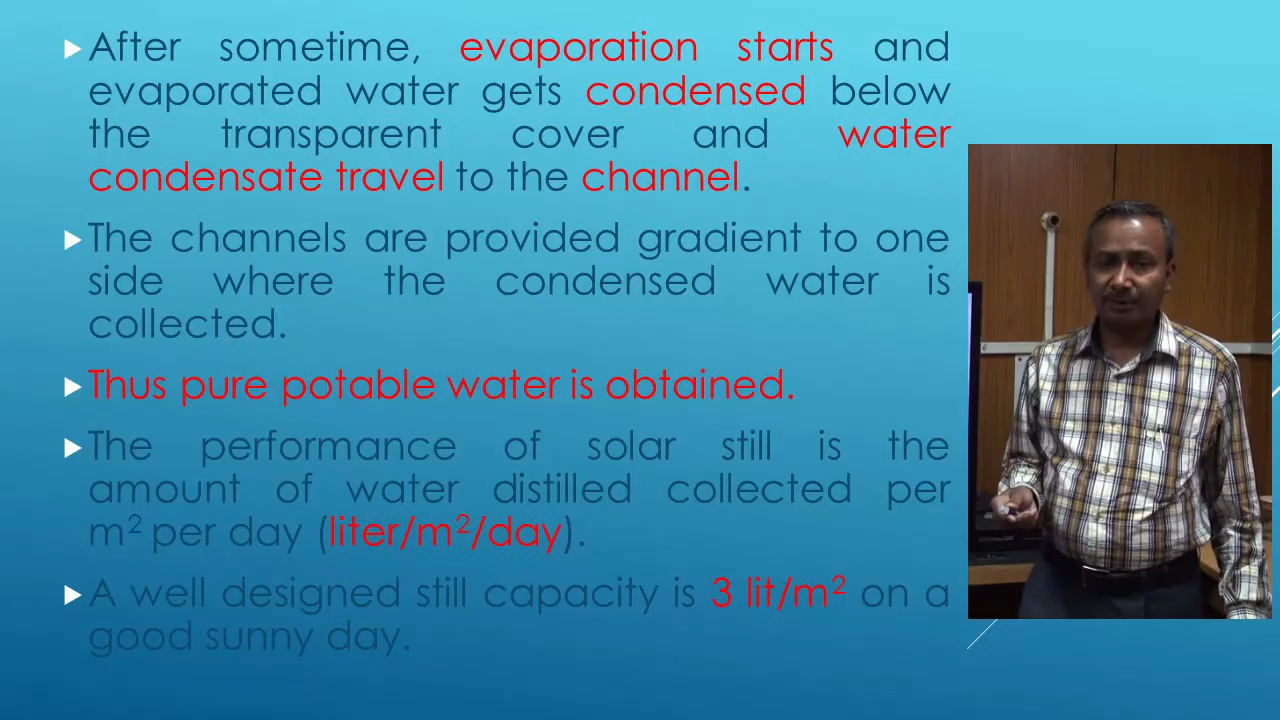 After sometime, evaporation starts and
evaporated water gets condensed below
the transparent cover and water
condensate travel to the channel.
The channels are provided gradient to one
side where the condensed water is
collected.
Thus pure potable water is obtained.
The performance of solar still is the
amount of water distilled collected per
m² per day (liter/m²/day).
A well designed still capacity is 3 lit/m² on a
good sunny day.